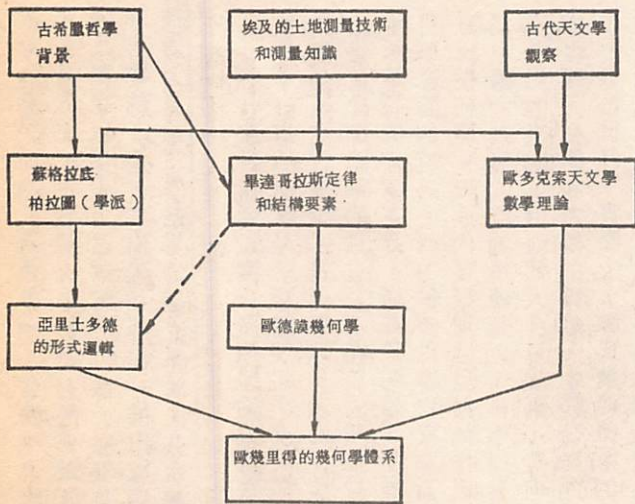 古希臘哲學
背景
埃及的土地測量技術
和測量知識
古代天文學
觀察
蘇格拉底
柏拉圖（學派）
畢達哥拉斯定律
和結構要素
歐多克索天文學
數學理論
亞里士多德
的形式邏輯
歐德謨幾何學
歐幾里得的幾何學體系